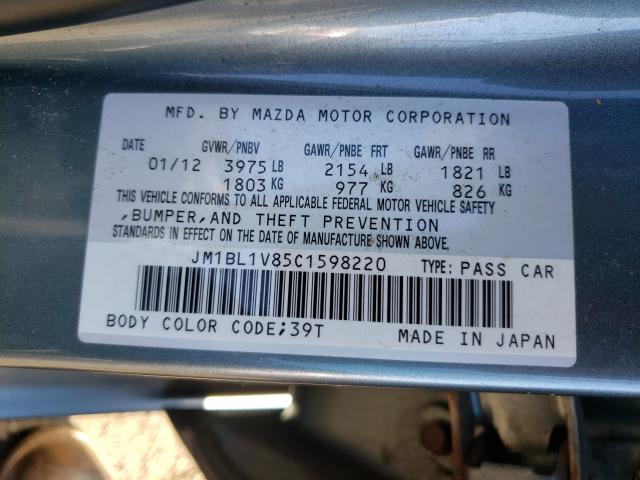 MFD. BY MAZDA MOTOR CORPORATION
DATE GVWR/PNBV GAWR/PNBE FRT GAWR/PNBE RR
01/12 3975 LB 2154 LB 1821 LB
1803 KG 977 KG 826 KG
THIS VEHICLE CONFORMS TO ALL APPLICABLE FEDERAL MOTOR VEHICLE SAFETY
,BUMPER,AND THEFT PREVENTION
STANDARDS IN EFFECT ON THE DATE OF MANUFACTURE SHOWN ABOVE.
JM1BL1V85C1598220 TYPE: PASS CAR
BODY COLOR CODE;39T MADE IN JAPAN